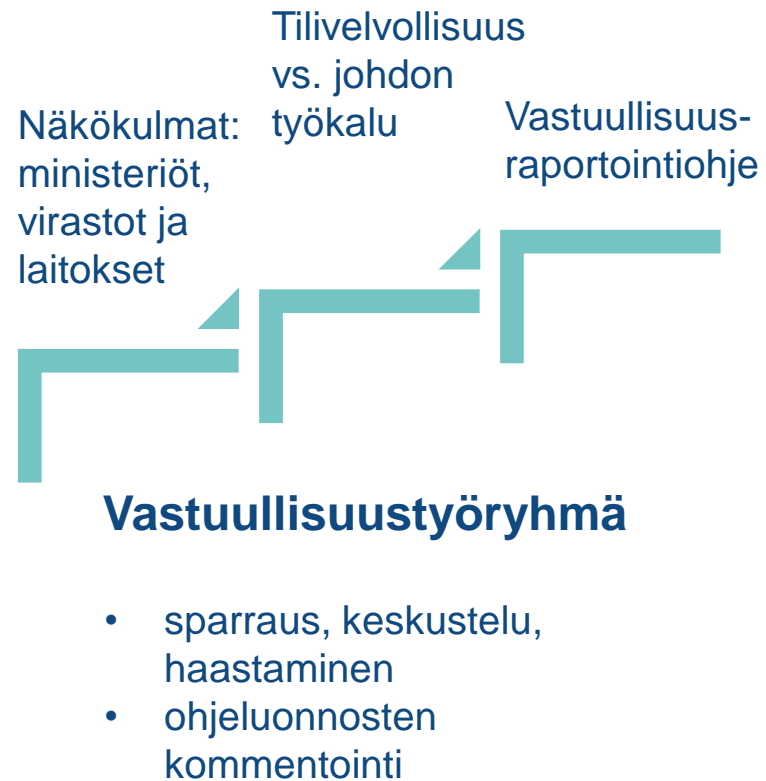 Näkökulmat:
ministeriöt,
virastot ja
laitokset
Tilivelvollisuus
vs. johdon
työkalu
Vastuullisuus-
raportointiohje
Vastuullisuustyöryhmä
• sparraus, keskustelu,
haastaminen
• ohjeluonnosten
kommentointi